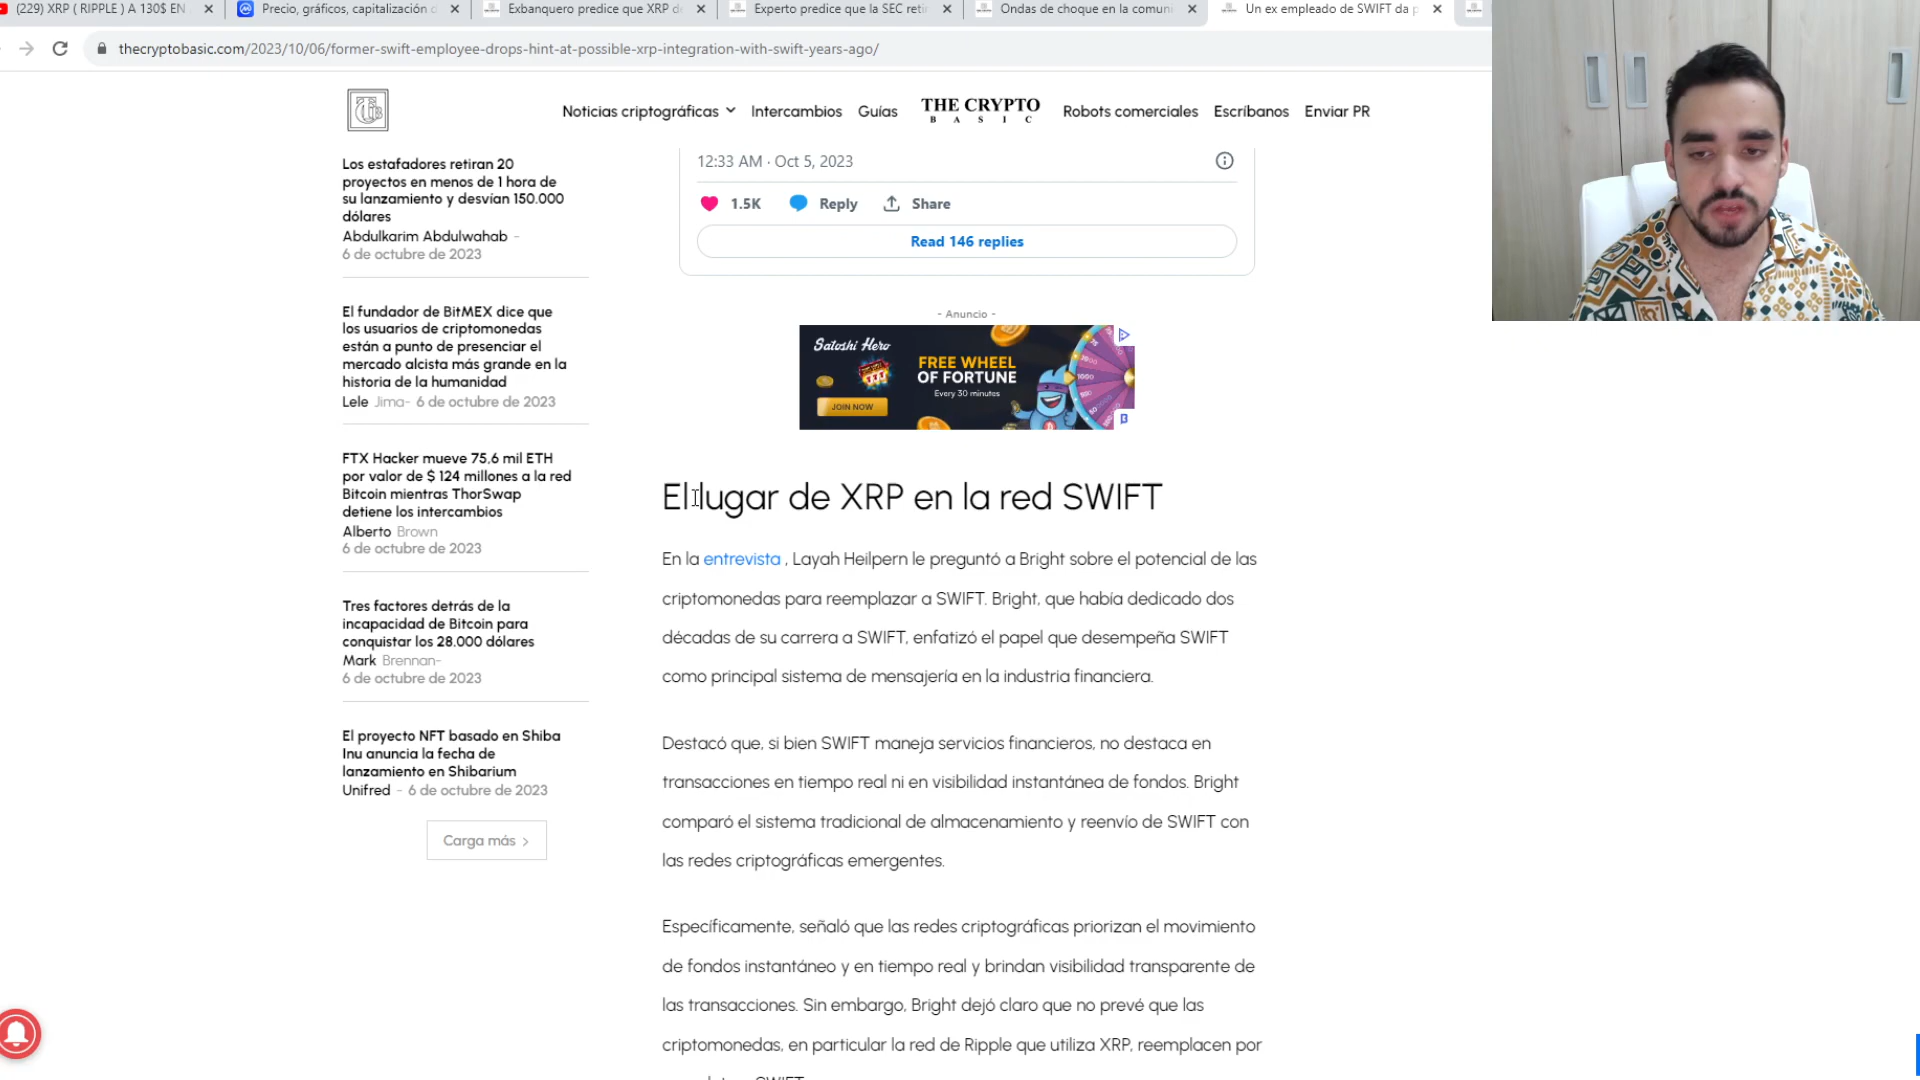 (229) XRP ( RIPPLE ) A 130$ EN
Precio, gráficos, capitalización
Exbanquero predice que XRP
Experto predice que la SEC
Ondas de choque en la
Un ex empleado de SWIFT da
thecryptobasic.com/2023/10/06/former-swift-employee-drops-hint-at-possible-xrp-integration-with-swift-years-ago/
Noticias criptográficas
Intercambios
Guías
THE CRYPTO
BASIC
Robots comerciales
Escríbanos
Enviar PR
Los estafadores retiran 20
proyectos en menos de 1 hora de
su lanzamiento y desvían 150.000
dólares
Abdulkarim Abdulwahab -
6 de octubre de 2023
El fundador de BitMEX dice que
los usuarios de criptomonedas
están a punto de presenciar el
mercado alcista más grande en la
historia de la humanidad
Lele Jima- 6 de octubre de 2023
FTX Hacker mueve 75,6 mil ETH
por valor de $ 124 millones a la red
Bitcoin mientras ThorSwap
detiene los intercambios
Alberto Brown
6 de octubre de 2023
Tres factores detrás de la
incapacidad de Bitcoin para
conquistar los 28.000 dólares
Mark Brennan-
6 de octubre de 2023
El proyecto NFT basado en Shiba
Inu anuncia la fecha de
lanzamiento en Shibarium
Unifred - 6 de octubre de 2023
Carga más
12:33 AM · Oct 5, 2023
1.5K Reply Share
Read 146 replies
- Anuncio -
Satoshi Hero
JOIN NOW
FREE WHEEL
OF FORTUNE
Every 30 minutes
El lugar de XRP en la red SWIFT
En la entrevista , Layah Heilpern le preguntó a Bright sobre el potencial de las
criptomonedas para reemplazar a SWIFT. Bright, que había dedicado dos
décadas de su carrera a SWIFT, enfatizó el papel que desempeña SWIFT
como principal sistema de mensajería en la industria financiera.
Destacó que, si bien SWIFT maneja servicios financieros, no destaca en
transacciones en tiempo real ni en visibilidad instantánea de fondos. Bright
comparó el sistema tradicional de almacenamiento y reenvío de SWIFT con
las redes criptográficas emergentes.
Específicamente, señaló que las redes criptográficas priorizan el movimiento
de fondos instantáneo y en tiempo real y brindan visibilidad transparente de
las transacciones. Sin embargo, Bright dejó claro que no prevé que las
criptomonedas, en particular la red de Ripple que utiliza XRP, reemplacen por